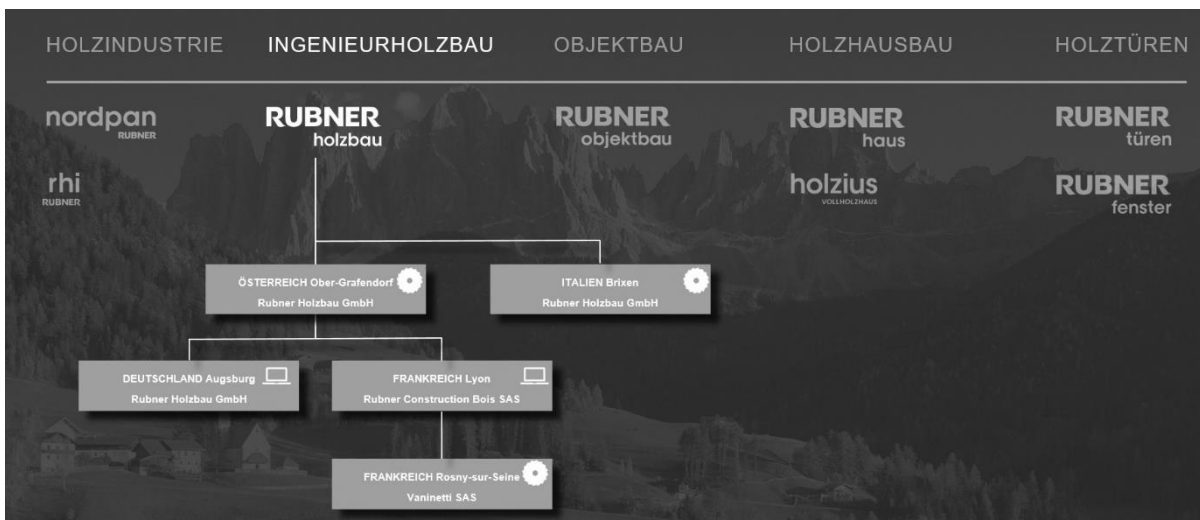 HOLZINDUSTRIE
INGENIEURHOLZBAU
OBJEKTBAU
HOLZHAUSBAU
HOLZTÜREN
nordpan
RUBNER
RUBNER
holzbau
RUBNER
objektbau
RUBNER
haus
RUBNER
türen
rhi
RUBNER
holzius
VOLLHOLZHAUS
RUBNER
fenster
ÖSTERREICH Ober-Grafendorf
Rubner Holzbau GmbH
ITALIEN Brixen
Rubner Holzbau GmbH
DEUTSCHLAND Augsburg
Rubner Holzbau GmbH
FRANKREICH Lyon
Rubner Construction Bois SAS
FRANKREICH Rosny-sur-Seine
Vaninetti SAS